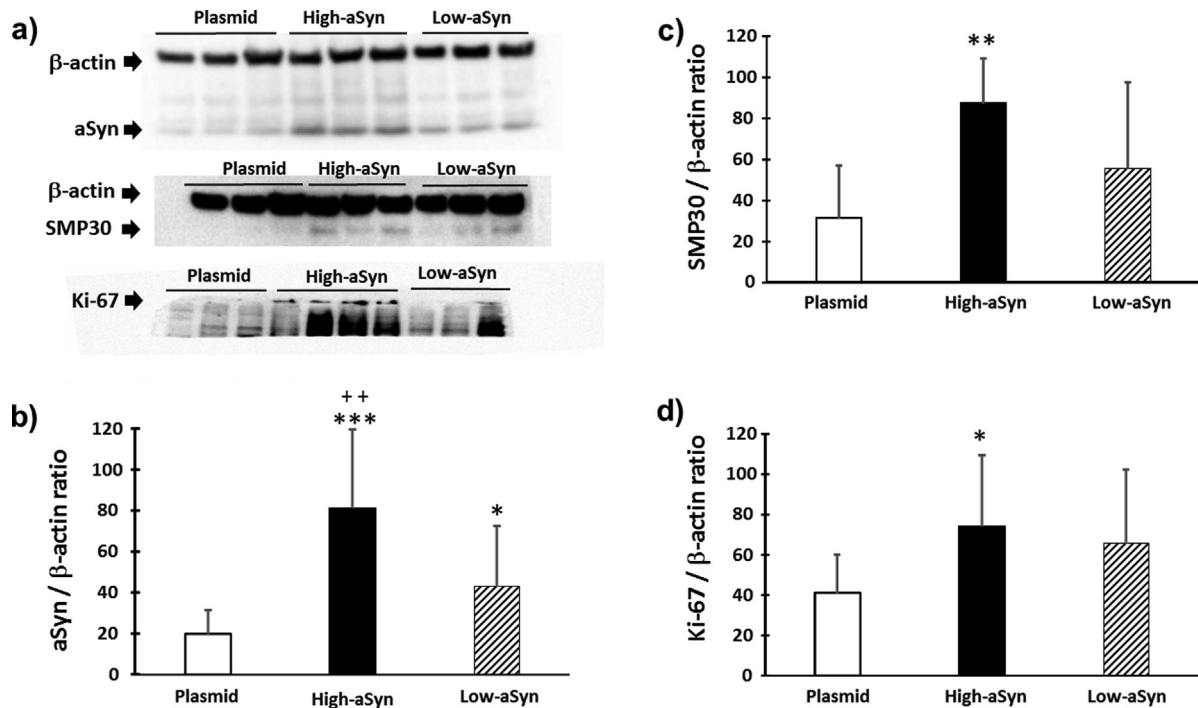 a)
Plasmid High-aSyn Low-aSyn
β-actin
aSyn
Plasmid High-aSyn Low-aSyn
β-actin
SMP30
Plasmid High-aSyn Low-aSyn
Ki-67
b)
+ +
***
*
aSyn / β-actin ratio
120
100
80
60
40
20
0
Plasmid High-aSyn Low-aSyn
c)
**
SMP30 / β-actin ratio
120
100
80
60
40
20
0
Plasmid High-aSyn Low-aSyn
d)
*
Ki-67 / β-actin ratio
120
100
80
60
40
20
0
Plasmid High-aSyn Low-aSyn